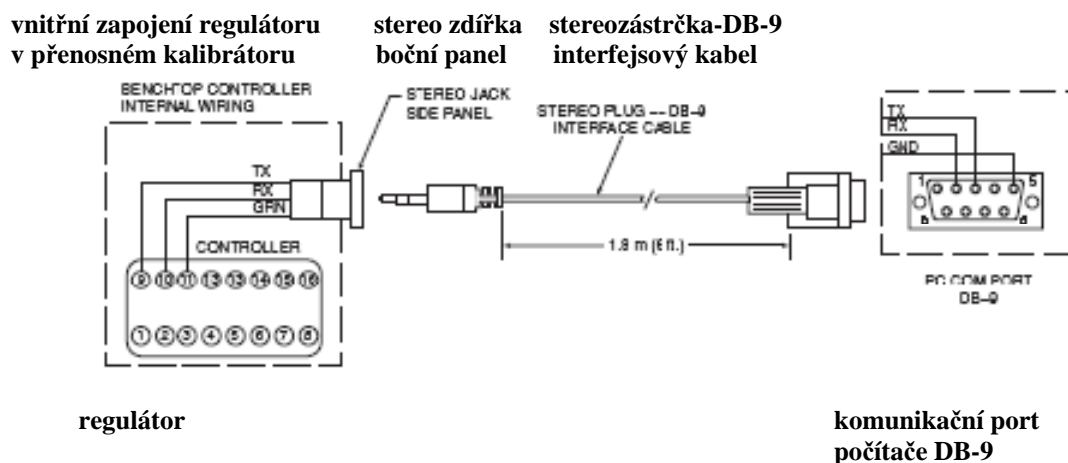 vnitřní zapojení regulátoru
v přenosném kalibrátoru
stereo zdířka
boční panel
stereozástrčka-DB-9
interfejsový kabel
BENCHTOP CONTROLLER
INTERNAL WIRING
STEREO JACK
SIDE PANEL
STEREO PLUG --- DB-9
INTERFACE CABLE
TX
RX
GND
TX
RX
GRN
1 5
CONTROLLER
9 10 11 12 13 14 15 16
1 2 3 4 5 6 7 8
1.8 m (6 ft.)
PC COM PORT
DB-9
regulátor
komunikační port
počítače DB-9